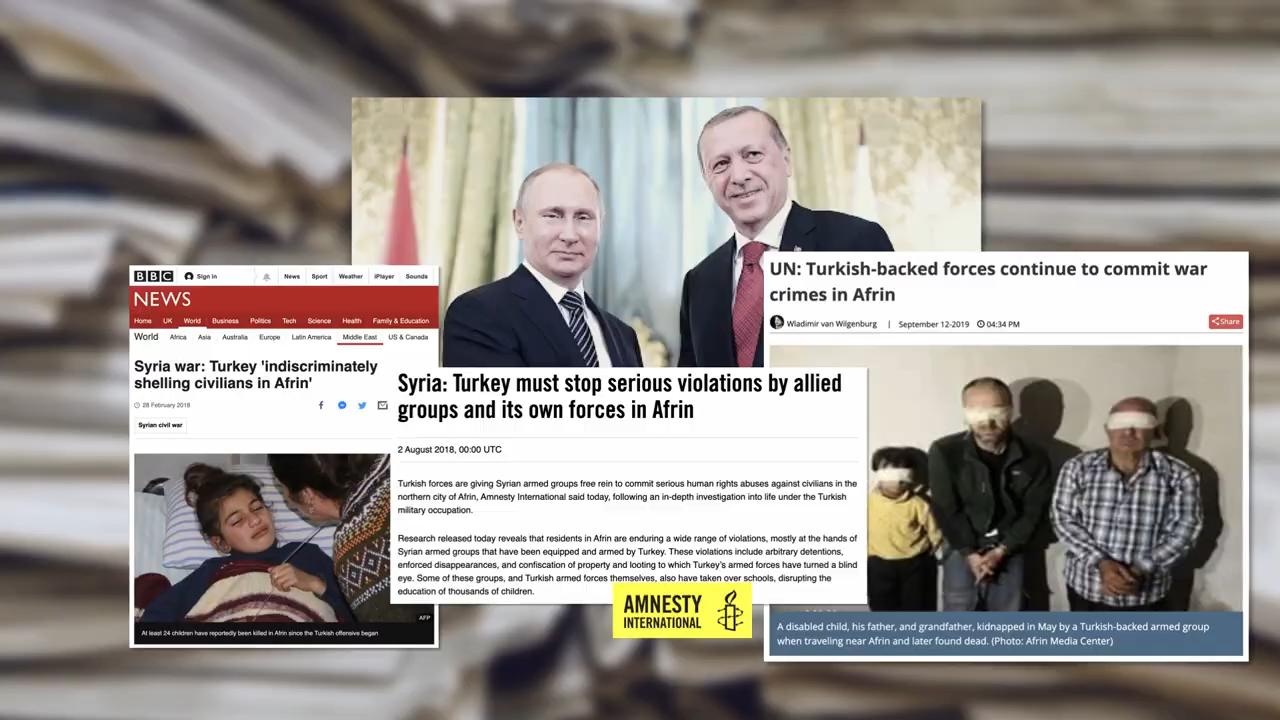 BBC
Sign in
News
Sport
Weather
iPlayer
Sounds
NEWS
Home
UK
World
Business
Politics
Tech
Science
Health
Family & Education
World
Africa
Asia
Australia
Europe
Latin America
Middle East
US & Canada
Syria war: Turkey 'indiscriminately
shelling civilians in Afrin'
28 February 2018
Syrian civil war
AFP
At least 24 children have reportedly been killed in Afrin since the Turkish offensive began
Syria: Turkey must stop serious violations by allied
groups and its own forces in Afrin
2 August 2018, 00:00 UTC
Turkish forces are giving Syrian armed groups free rein to commit serious human rights abuses against civilians in the
northern city of Afrin, Amnesty International said today, following an in-depth investigation into life under the Turkish
military occupation.
Research released today reveals that residents in Afrin are enduring a wide range of violations, mostly at the hands of
Syrian armed groups that have been equipped and armed by Turkey. These violations include arbitrary detentions,
enforced disappearances, and confiscation of property and looting to which Turkey's armed forces have turned a blind
eye. Some of these groups, and Turkish armed forces themselves, also have taken over schools, disrupting the
education of thousands of children.
AMNESTY
INTERNATIONAL
UN: Turkish-backed forces continue to commit war
crimes in Afrin
Wladimir van Wilgenburg | September 12-2019 04:34 PM
Share
A disabled child, his father, and grandfather, kidnapped in May by a Turkish-backed armed group
when traveling near Afrin and later found dead. (Photo: Afrin Media Center)